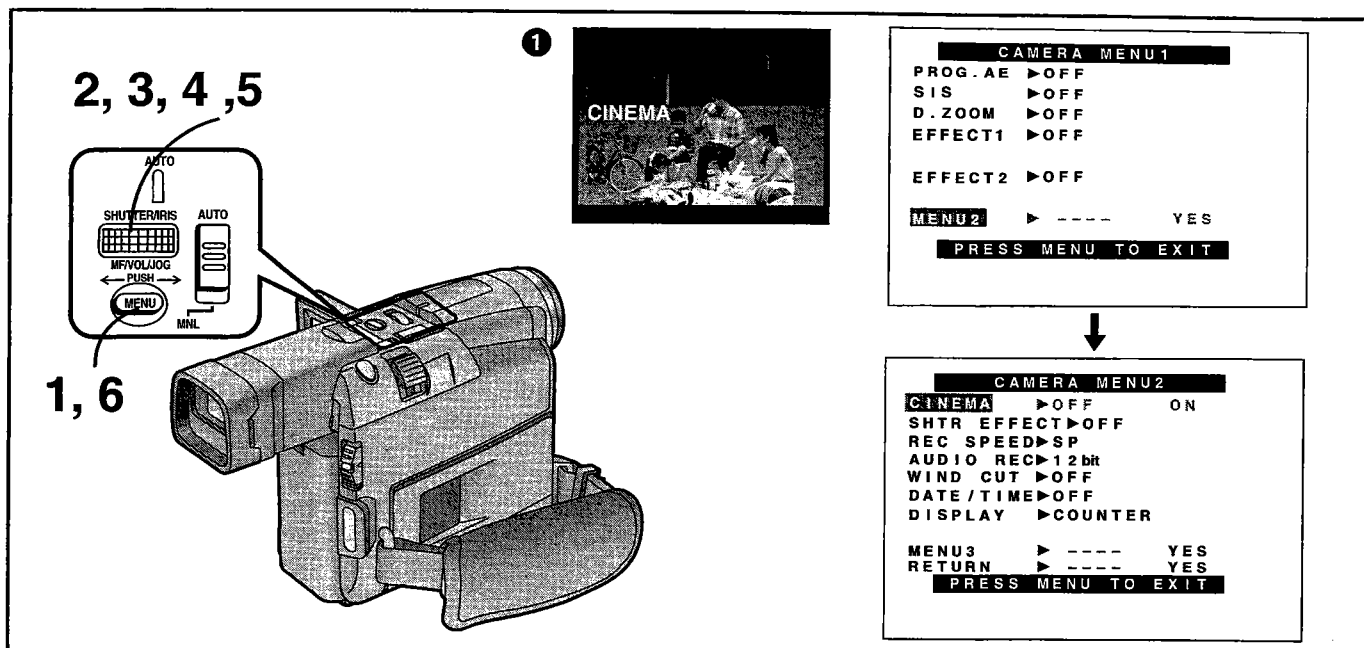 2, 3, 4 ,5
AUTO
SHUTTER/IRIS
AUTO
MF/VOL/JOG
PUSH
MENU
MNL
1, 6
1
CINEMA
CAMERA MENU1
PROG.AE ►OFF
SIS ►OFF
D.ZOOM ►OFF
EFFECT1 ►OFF
EFFECT2 ►OFF
MENU2 ► ---- YES
PRESS MENU TO EXIT
CAMERA MENU2
CINEMA ►OFF ON
SHTR EFFECT►OFF
REC SPEED►SP
AUDIO REC►12bit
WIND CUT ►OFF
DATE/TIME►OFF
DISPLAY ►COUNTER
MENU3 ► ---- YES
RETURN ► ---- YES
PRESS MENU TO EXIT